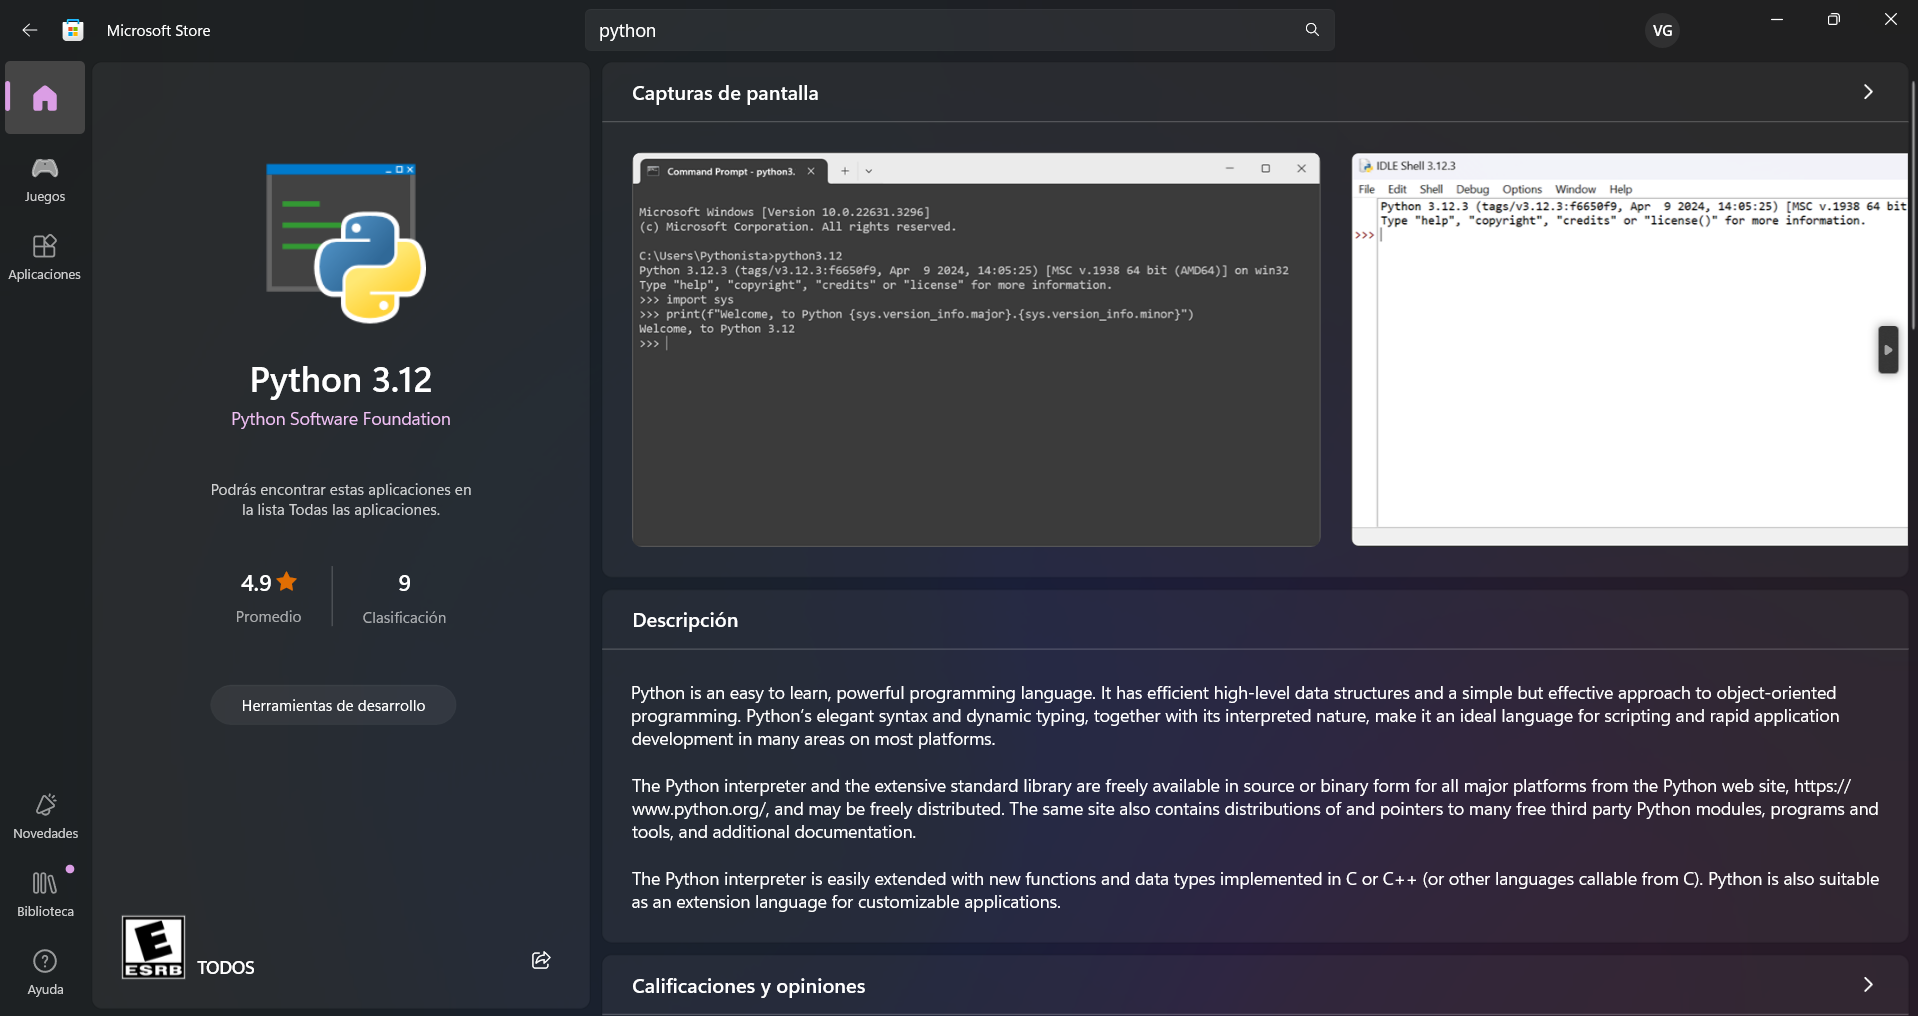 Microsoft Store
python
VG
Juegos
Aplicaciones
Novedades
Biblioteca
Ayuda
Python 3.12
Python Software Foundation
Podrás encontrar estas aplicaciones en
la lista Todas las aplicaciones.
4.9
Promedio
9
Clasificación
Herramientas de desarrollo
E
ESRB
TODOS
Capturas de pantalla
Command Prompt - python3.
Microsoft Windows [Version 10.0.22631.3296]
(c) Microsoft Corporation. All rights reserved.
C:\Users\Pythonista>python3.12
Python 3.12.3 (tags/v3.12.3:f6650f9, Apr  9 2024, 14:05:25) [MSC v.1938 64 bit (AMD64)] on win32
Type "help", "copyright", "credits" or "license" for more information.
>>> import sys
>>> print(f"Welcome, to Python {sys.version_info.major}.{sys.version_info.minor}")
Welcome, to Python 3.12
>>>
IDLE Shell 3.12.3
File Edit Shell Debug Options Window Help
Python 3.12.3 (tags/v3.12.3:f6650f9, Apr  9 2024, 14:05:25) [MSC v.1938 64 bit
Type "help", "copyright", "credits" or "license()" for more information.
>>>
Descripción
Python is an easy to learn, powerful programming language. It has efficient high-level data structures and a simple but effective approach to object-oriented
programming. Python’s elegant syntax and dynamic typing, together with its interpreted nature, make it an ideal language for scripting and rapid application
development in many areas on most platforms.
The Python interpreter and the extensive standard library are freely available in source or binary form for all major platforms from the Python web site, https://
www.python.org/, and may be freely distributed. The same site also contains distributions of and pointers to many free third party Python modules, programs and
tools, and additional documentation.
The Python interpreter is easily extended with new functions and data types implemented in C or C++ (or other languages callable from C). Python is also suitable
as an extension language for customizable applications.
Calificaciones y opiniones